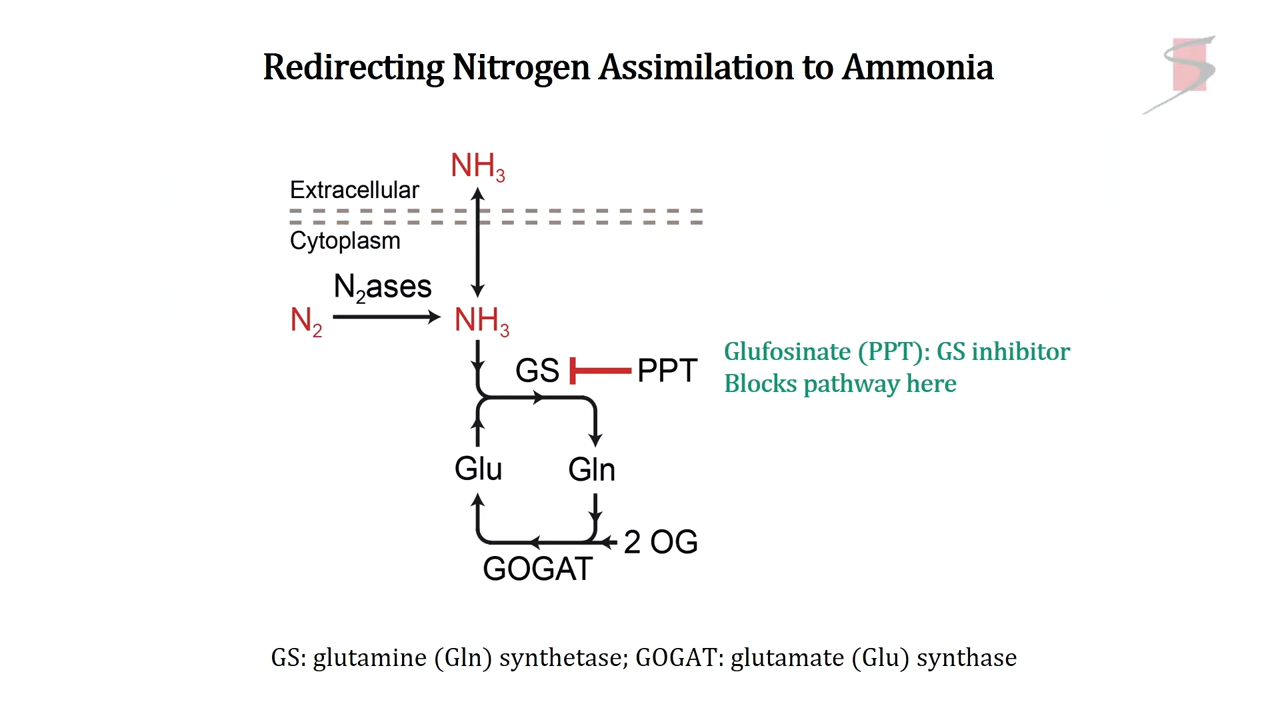 Redirecting Nitrogen Assimilation to Ammonia
NH₃
Extracellular
Cytoplasm
N₂ases
N₂
NH₃
GS
PPT
Glufosinate (PPT): GS inhibitor
Blocks pathway here
Glu
Gln
2 OG
GOGAT
GS: glutamine (Gln) synthetase; GOGAT: glutamate (Glu) synthase